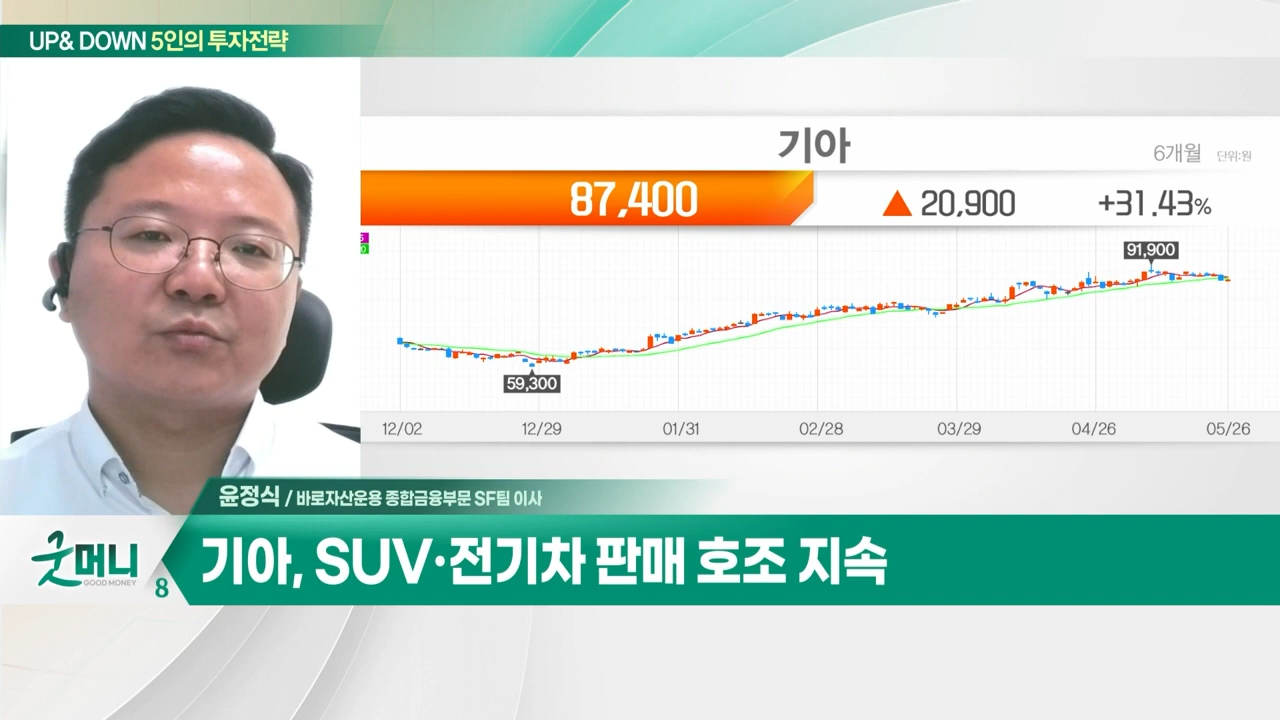 UP& DOWN 5인의 투자전략
기아
6개월 단위:원
87,400 ▲ 20,900 +31.43%
91,900
59,300
12/02 12/29 01/31 02/28 03/29 04/26 05/26
윤정식 / 바로자산운용 종합금융부문 SF팀 이사
굿머니
GOOD MONEY
8
기아, SUV·전기차 판매 호조 지속